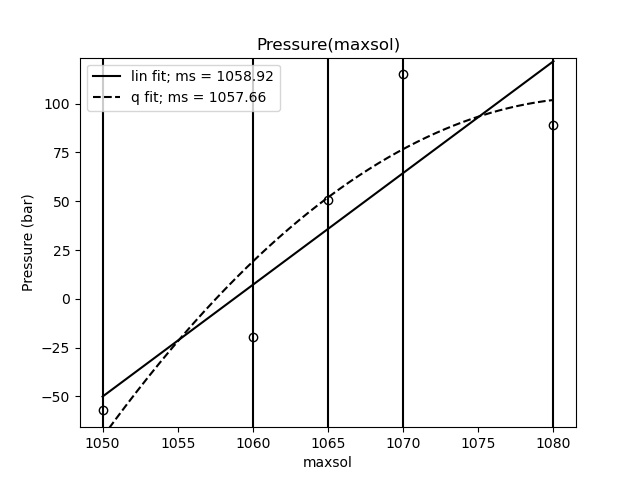 Pressure(maxsol)
lin fit; ms = 1058.92
q fit; ms = 1057.66
Pressure (bar)
100
75
50
25
0
−25
−50
1050 1055 1060 1065 1070 1075 1080
maxsol